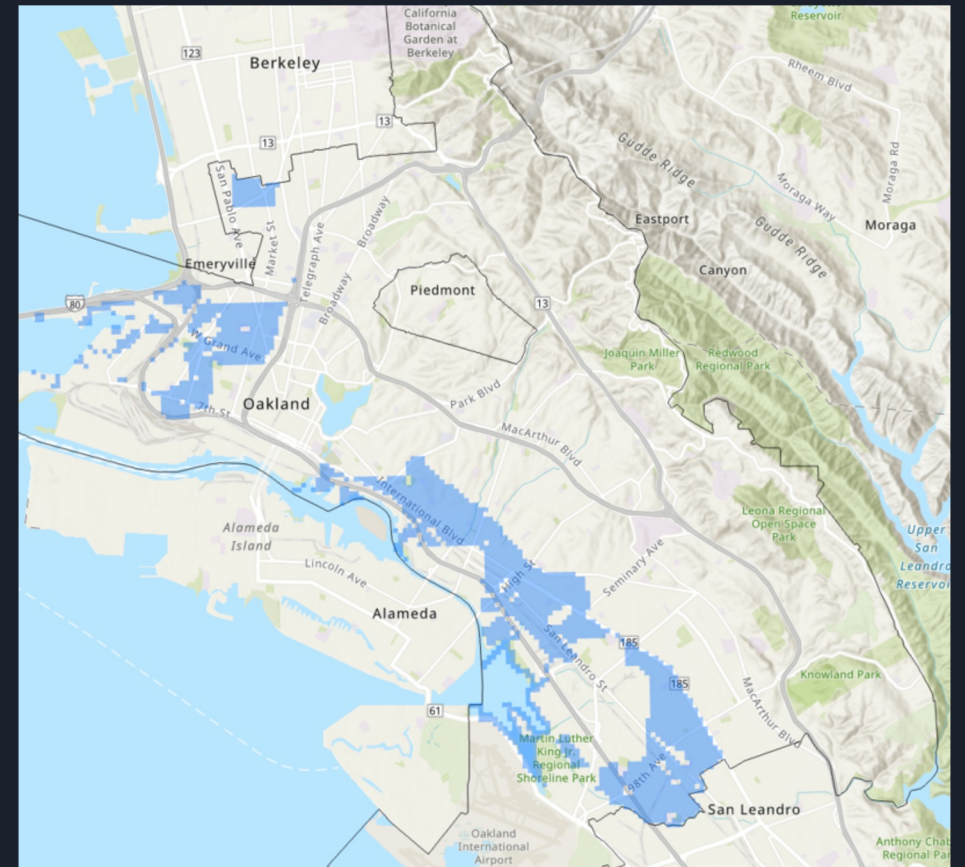 California
Botanical
Garden at
Berkeley
Reservoir
123
Berkeley
Rheem Blvd
13
13
Gudde Ridge
Moraga Rd
Moraga Way
San Pablo Ave
Market St
Telegraph Ave
Broadway
Eastport
Moraga
Gudde Ridge
Emeryville
Canyon
80
Broadway
Piedmont
13
W Grand Ave
Joaquin Miller
Park
Redwood
Regional Park
7th St
Oakland
Park Blvd
MacArthur Blvd
International Blvd
Leona Regional
Open Space
Park
Alameda
Island
Upper
San
Leandro
Reservoi
Lincoln Ave
High St
Seminary Ave
Alameda
San Leandro St
185
Knowland Park
185
61
MacArthur Blvd
Martin Luther
King Jr.
Regional
Shoreline Park
98th Ave
San Leandro
Oakland
International
Airport
Anthony Chab
Regional Par